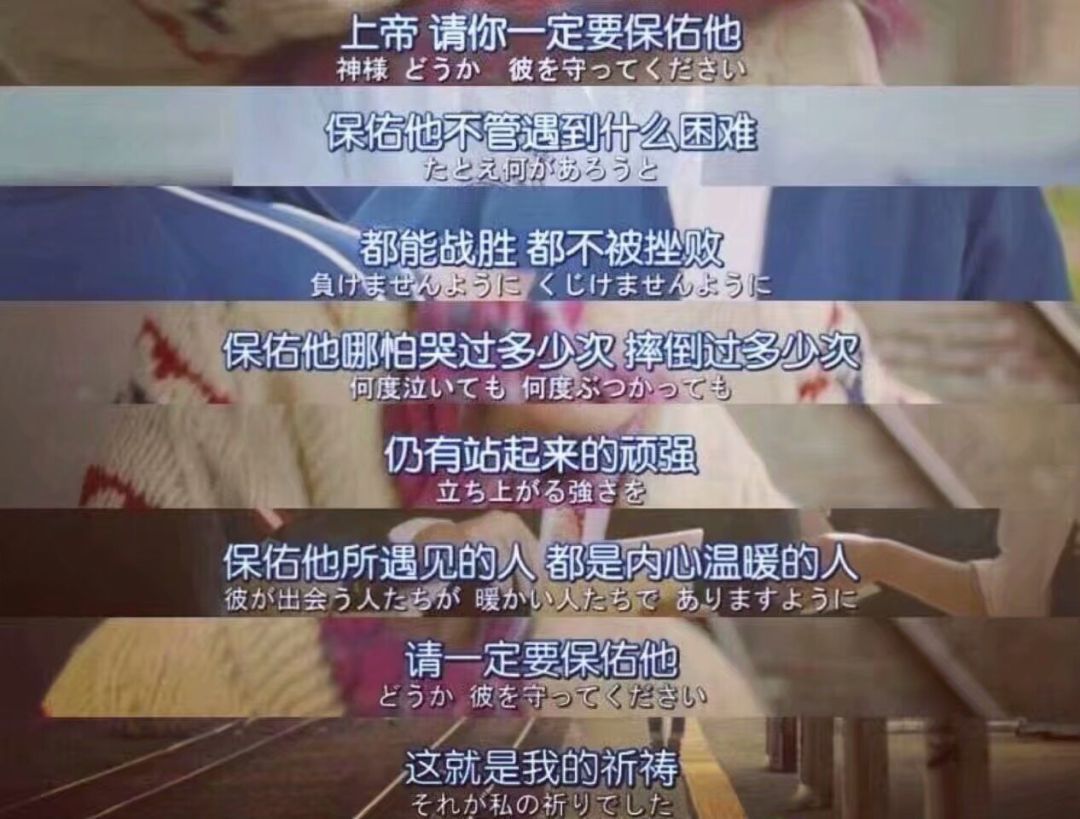 上帝 请你一定要保佑他
神様 どうか 彼を守ってください
保佑他不管遇到什么困难
たとえ何があろうと
都能战胜 都不被挫败
負けませんように くじけませんように
保佑他哪怕哭过多少次 摔倒过多少次
何度泣いても 何度ぶつかっても
仍有站起来的顽强
立ち上がる強さを
保佑他所遇见的人 都是内心温暖的人
彼が出会う人たちが 暖かい人たちで ありますように
请一定要保佑他
どうか 彼を守ってください
这就是我的祈祷
それが私の祈りでした